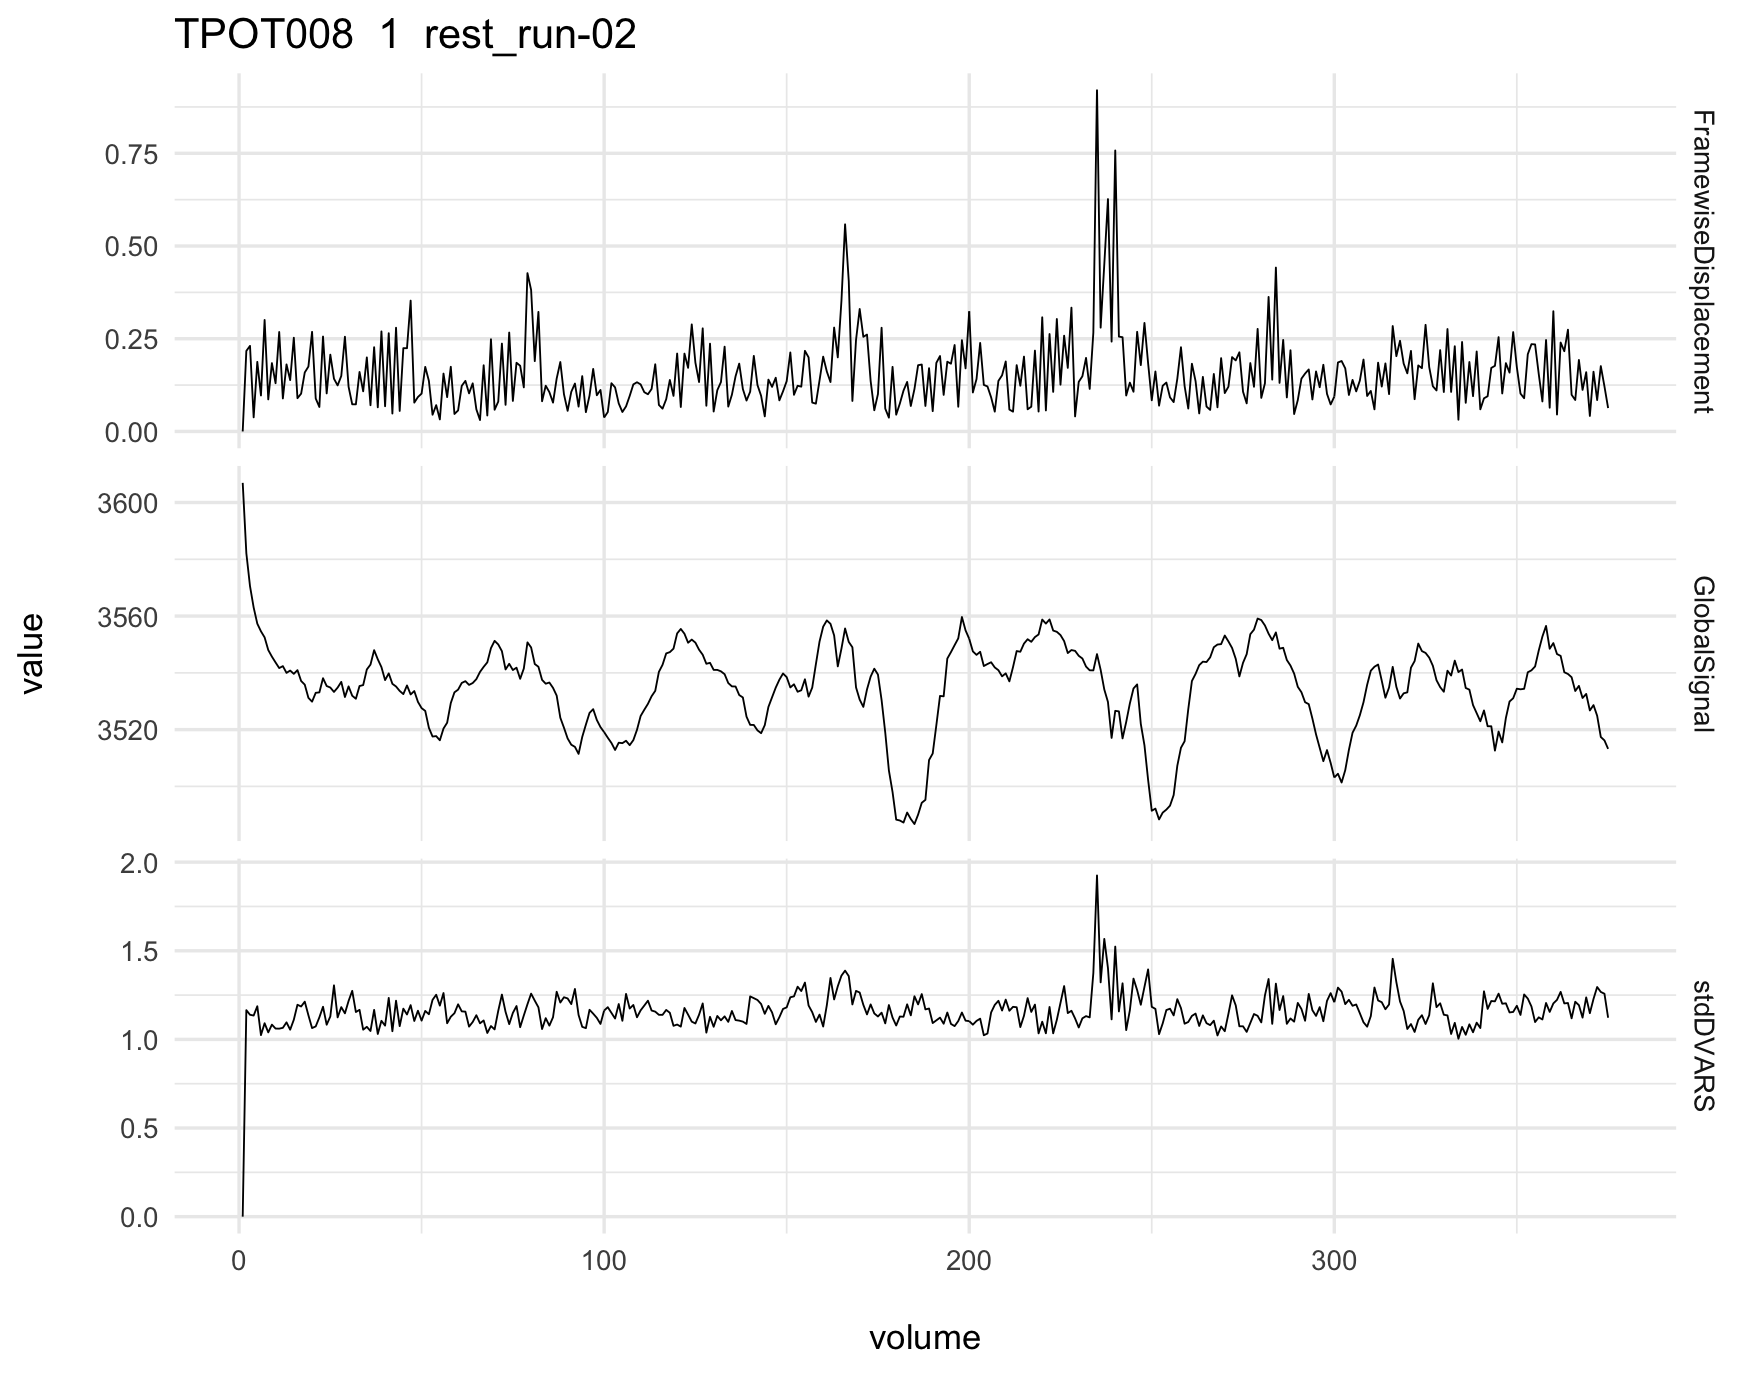 TPOT008  1  rest_run-02
0.75
0.50
0.25
0.00
FramewiseDisplacement
3600
3560
3520
GlobalSignal
value
2.0
1.5
1.0
0.5
0.0
stdDVARS
0 100 200 300
volume